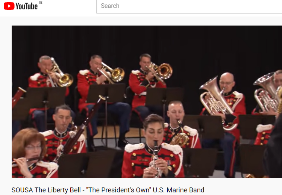 YouTube
Search
SOUSA The Liberty Bell - "The President's Own" U.S. Marine Band